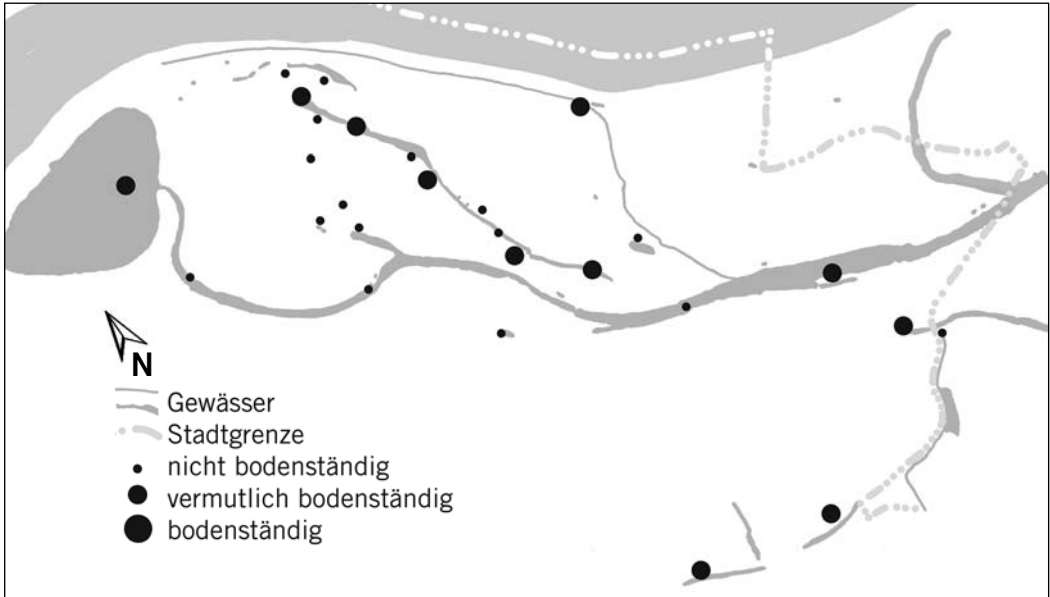 N
Gewässer
Stadtgrenze
nicht bodenständig
vermutlich bodenständig
bodenständig